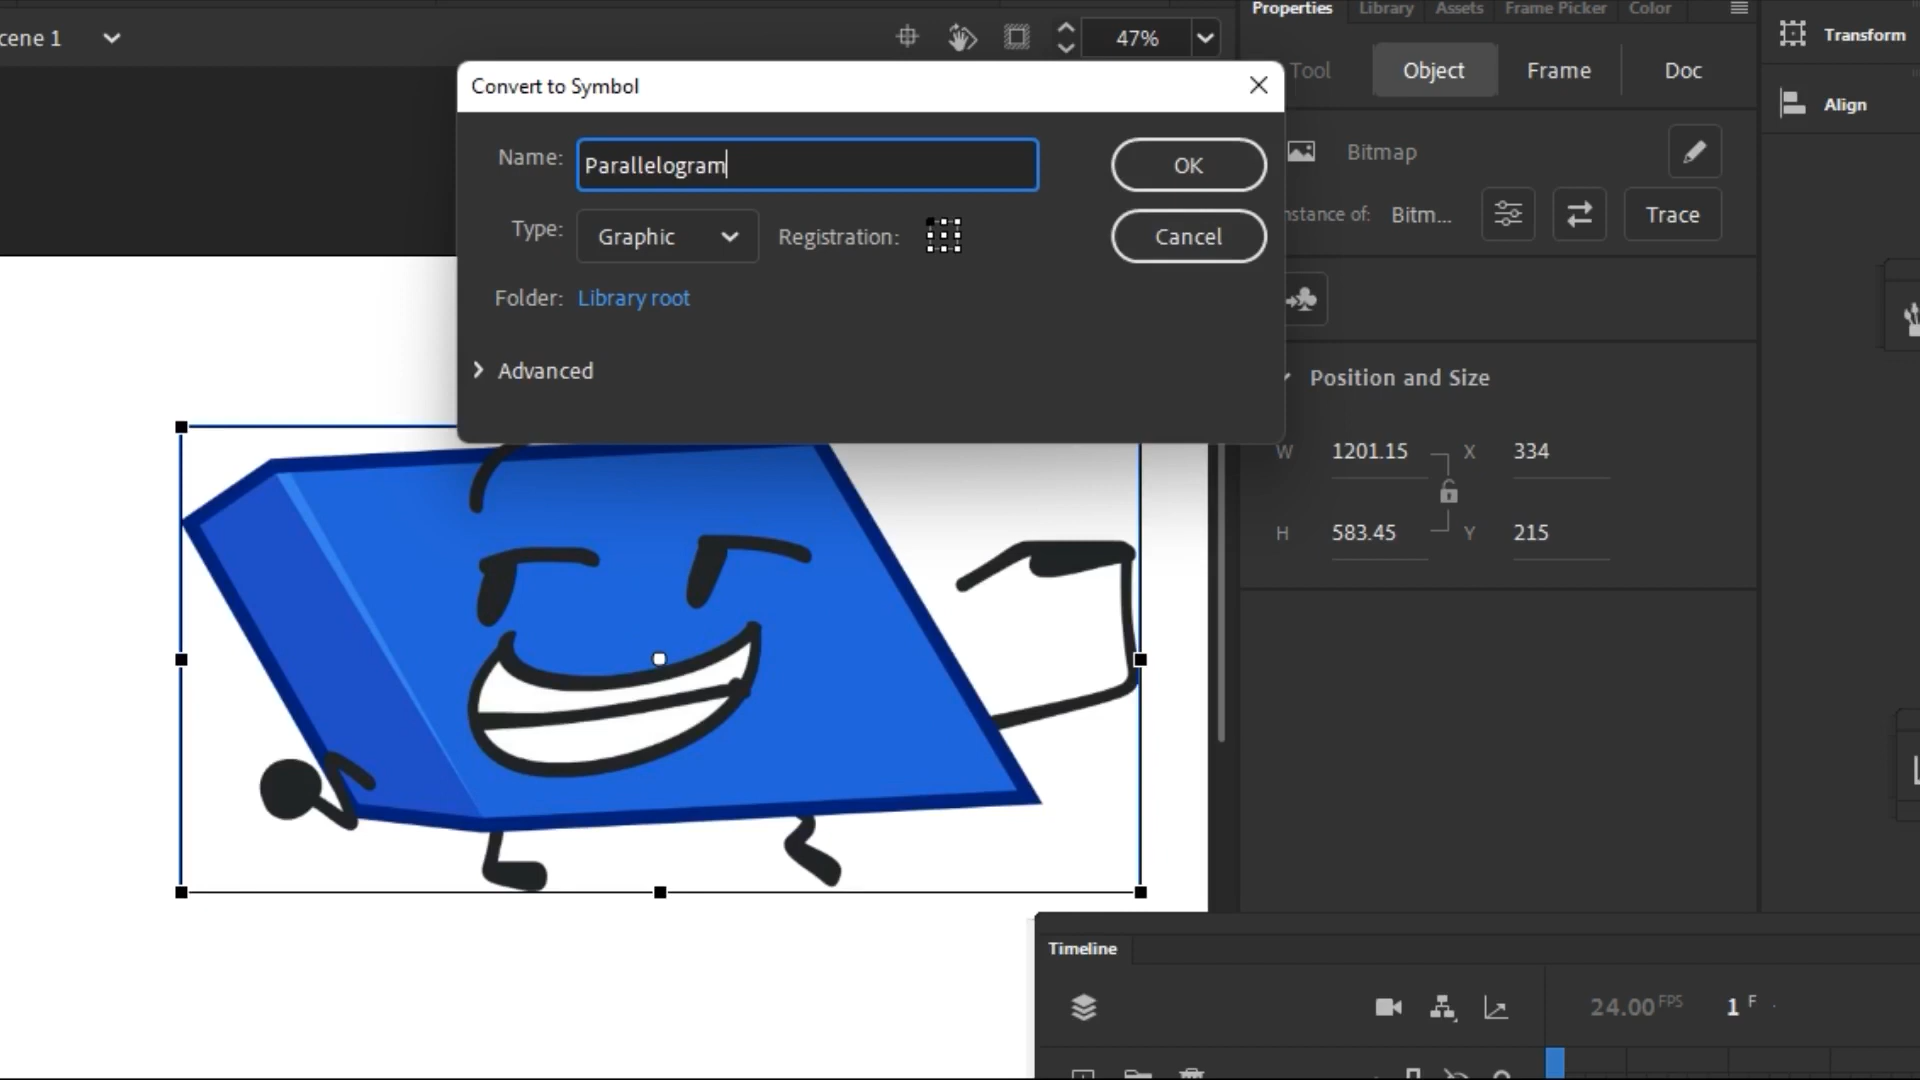 cene 1
47%
Properties Library Assets Frame Picker Color
Transform
Tool Object Frame Doc
Convert to Symbol
Align
Name: Parallelogram OK
Bitmap
Type: Graphic Registration: Cancel
nstance of: Bitm... Trace
Folder: Library root
Advanced
Position and Size
W 1201.15 X 334
H 583.45 Y 215
Timeline
24.00 FPS 1 F